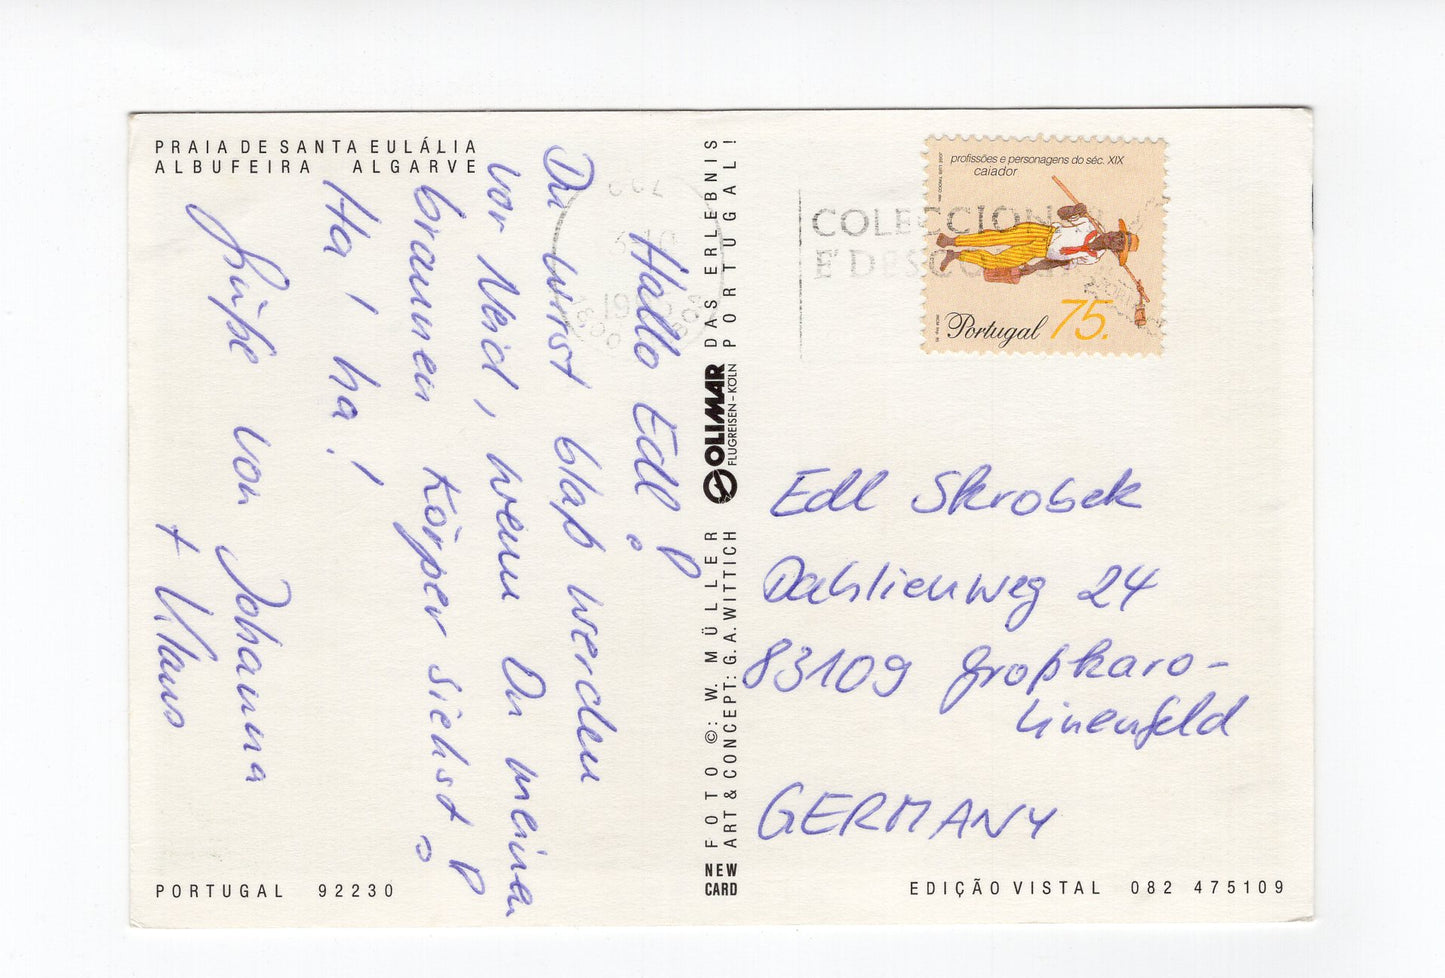 PRAIA DE SANTA EULÁLIA
ALBUFEIRA ALGARVE
Hallo Edl!
Du wirst blaß werden
vor Neid, wenn Du meinen
braunen Körper siehst!
Ha! ha!
Grüße von Johanna
+ Klaus
PORTUGAL 92230
DAS ERLEBNIS
PORTUGAL!
OLIMAR
FLUGREISEN-KÖLN
FOTO ©: W. MÜLLER
ART & CONCEPT: G.A. WITTICH
NEW
CARD
COLECCION
E DESCO
profissões e personagens do séc. XIX
caiador
Portugal 75.
Edl Skrobek
Dahlienweg 24
83109 Großkaro-
linenfeld
GERMANY
EDIÇÃO VISTAL 082 475109